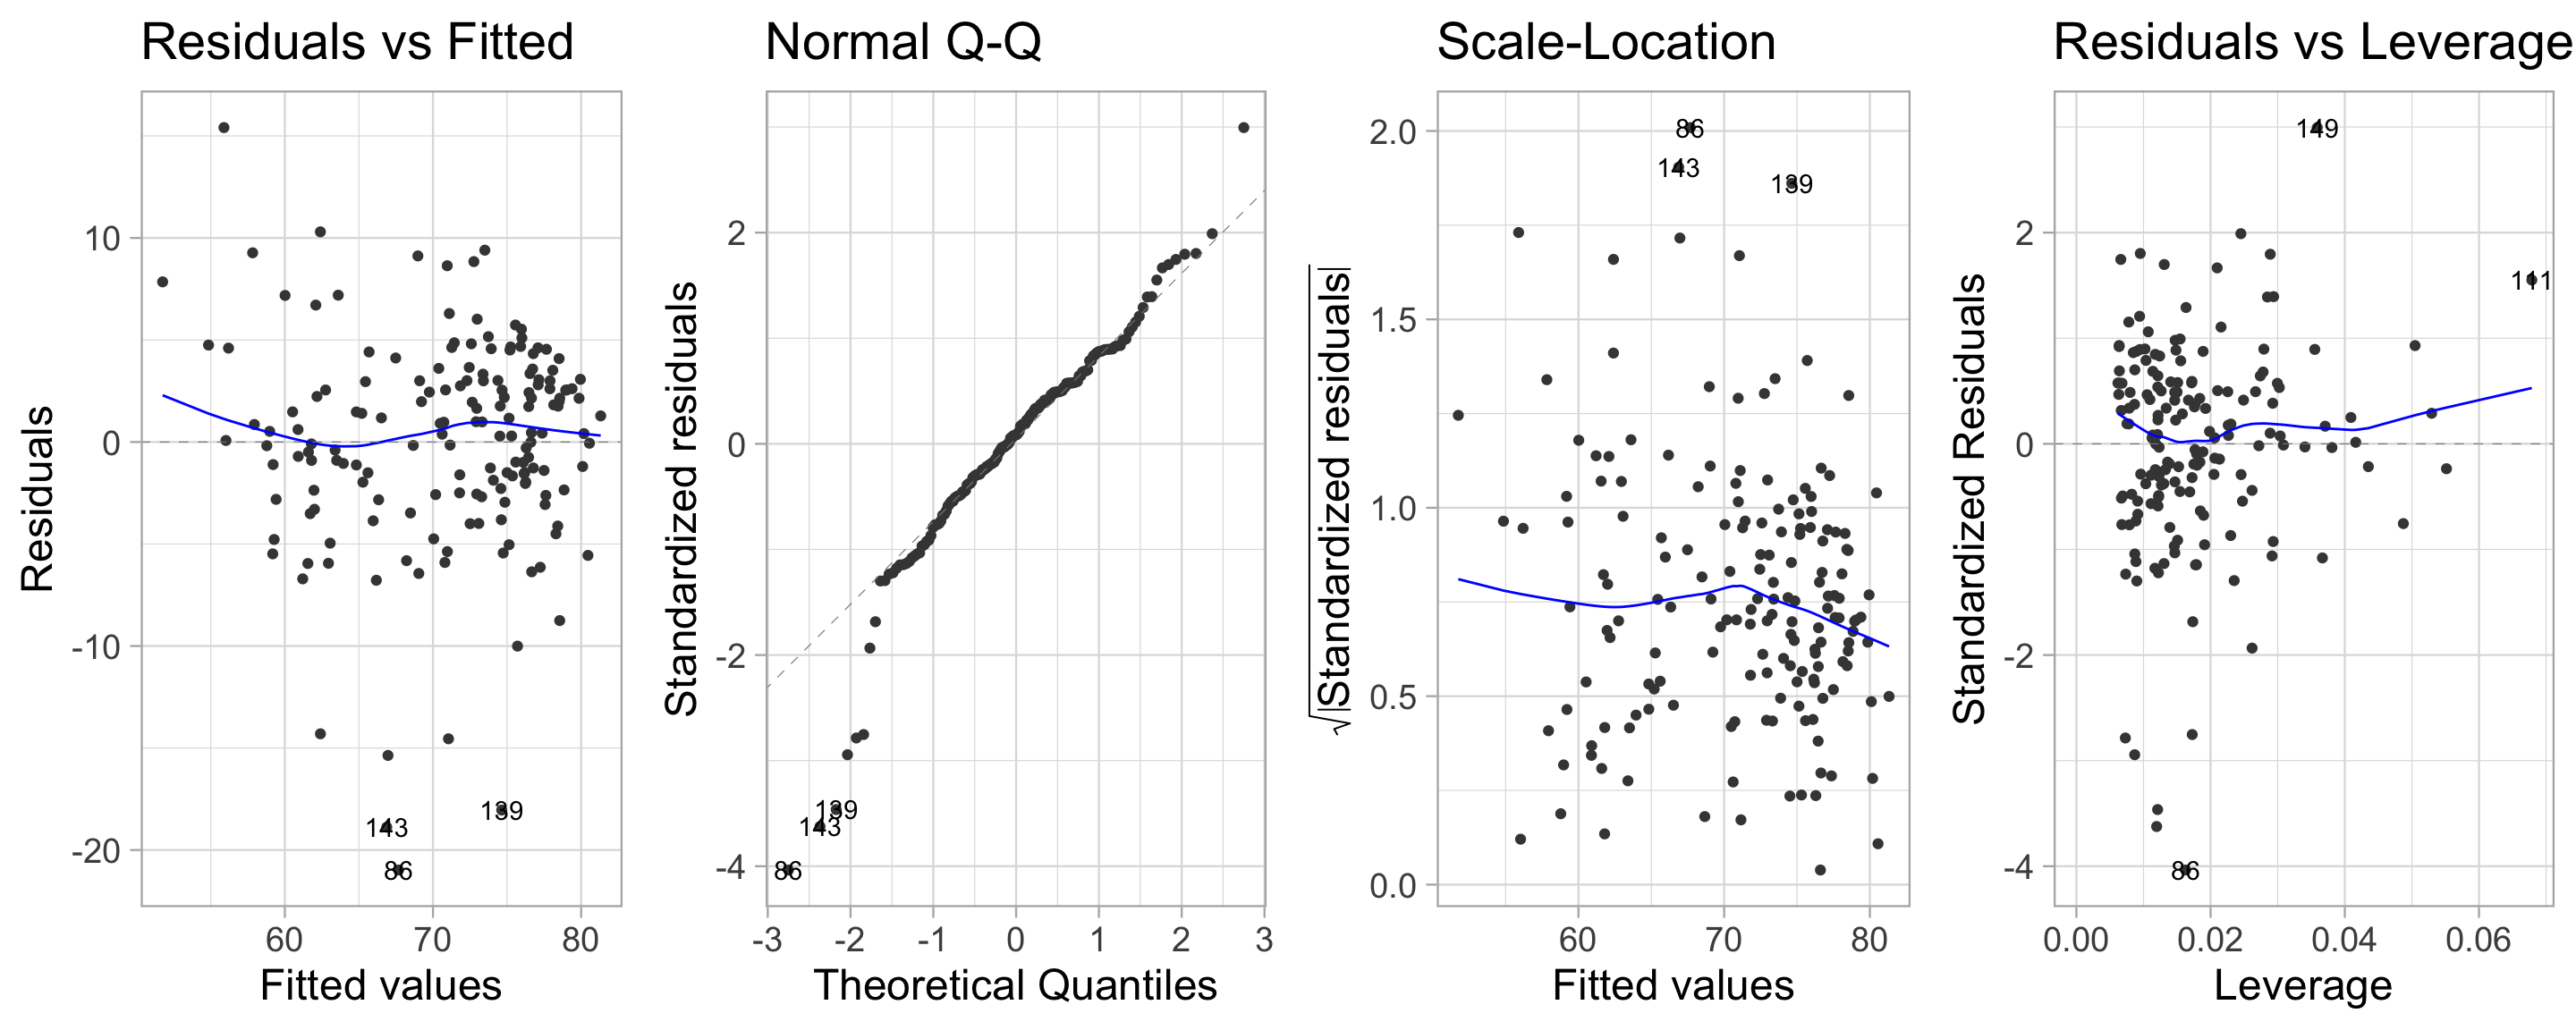 Residuals vs Fitted
Residuals
10
0
-10
-20
143
139
86
60 70 80
Fitted values
Normal Q-Q
Standardized residuals
2
0
-2
-4
139
143
86
-3 -2 -1 0 1 2 3
Theoretical Quantiles
Scale-Location
√|Standardized residuals|
2.0
1.5
1.0
0.5
0.0
86
143
139
60 70 80
Fitted values
Residuals vs Leverage
Standardized Residuals
2
0
-2
-4
149
111
86
0.00 0.02 0.04 0.06
Leverage